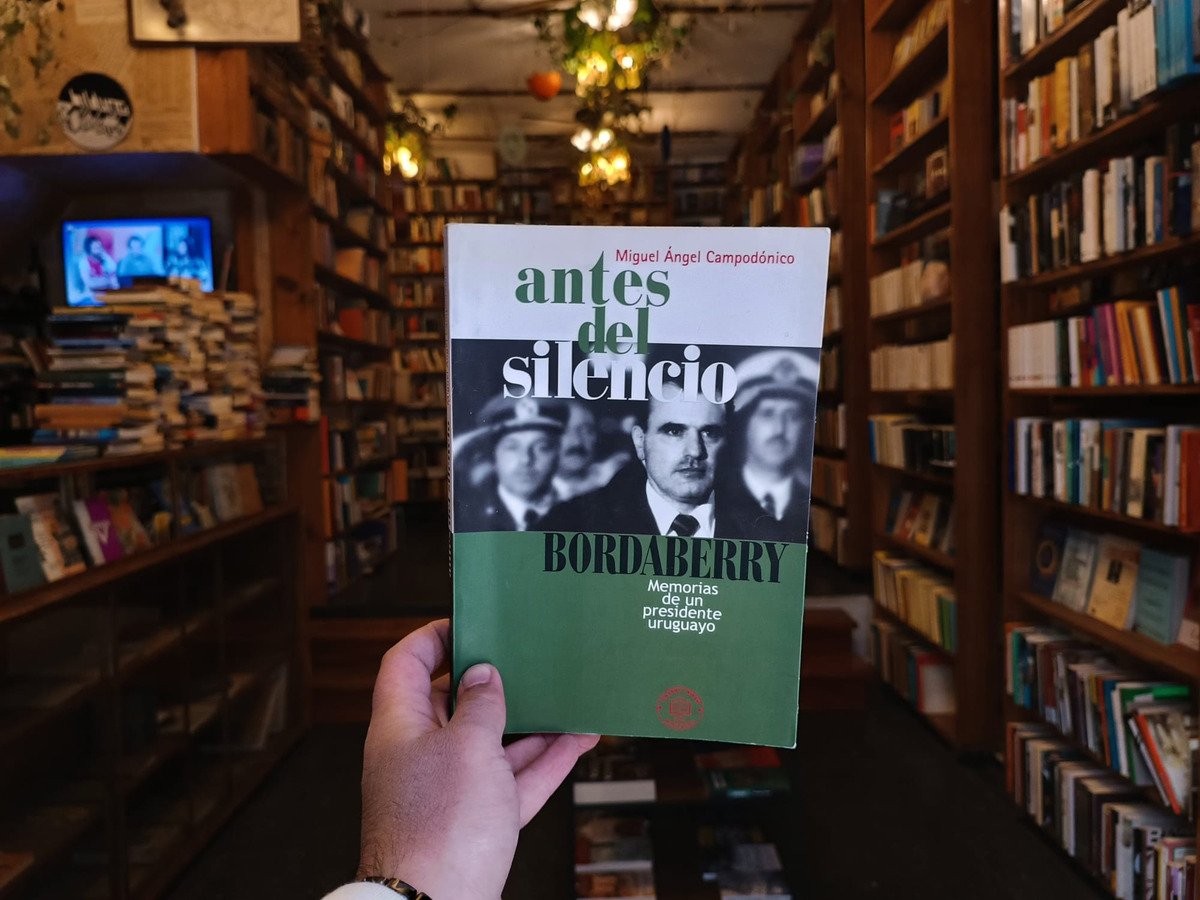 Miguel Ángel Campodónico
antes
del
silencio
BORDABERRY
Memorias
de un
presidente
uruguayo